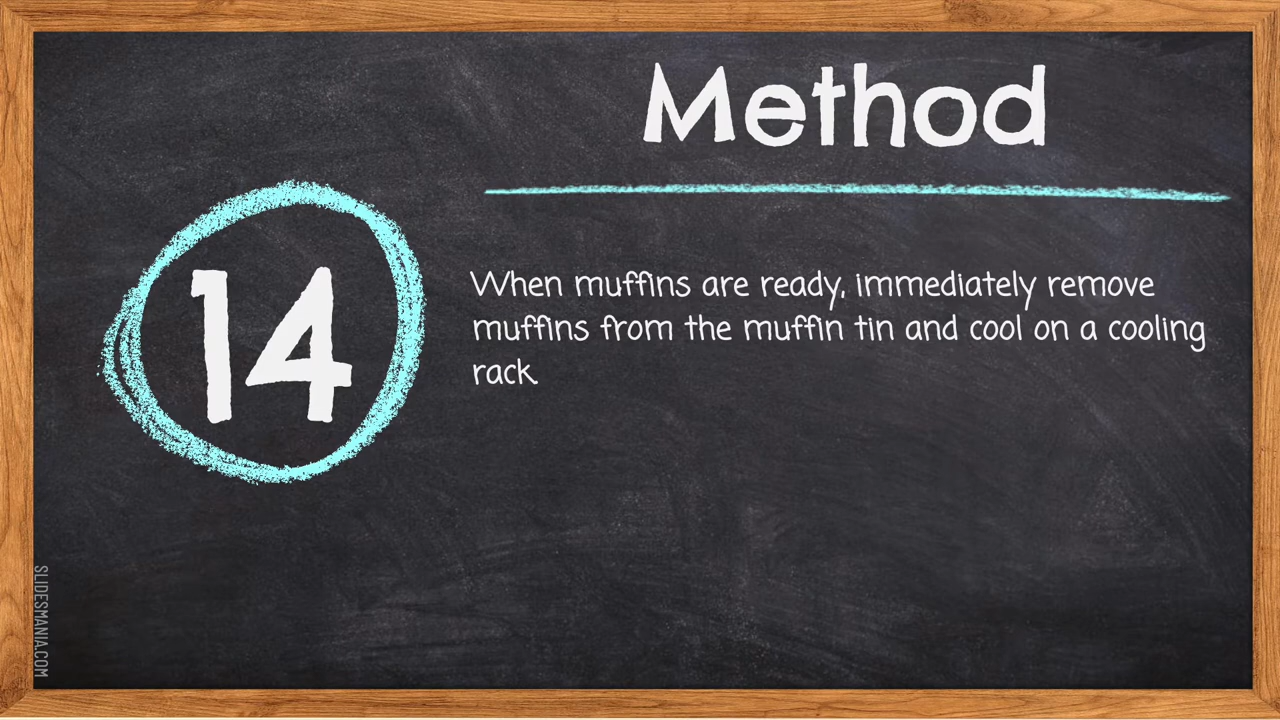 Method
14
When muffins are ready, immediately remove
muffins from the muffin tin and cool on a cooling
rack.
SLIDESMANIA.COM